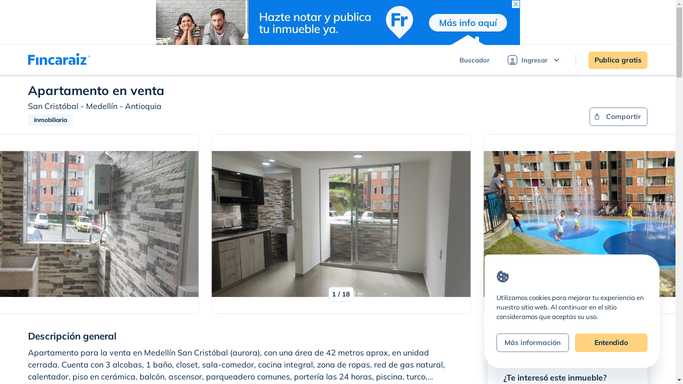 Hazte notar y publica
tu inmueble ya.
Fr
Más info aquí
Fincaraiz
Buscador
Ingresar
Publica gratis
Apartamento en venta
San Cristóbal - Medellín - Antioquia
Inmobiliaria
Compartir
1 / 18
Utilizamos cookies para mejorar tu experiencia en
nuestro sitio web. Al continuar en el sitio
consideramos que aceptas su uso.
Más información
Entendido
Descripción general
Apartamento para la venta en Medellín San Cristóbal (aurora), con una área de 42 metros aprox, en unidad
cerrada. Cuenta con 3 alcobas, 1 baño, closet, sala-comedor, cocina integral, zona de ropas, red de gas natural,
calentador, piso en cerámica, balcón, ascensor, parqueadero comunes, portería las 24 horas, piscina, turco,...
¿Te interesó este inmueble?